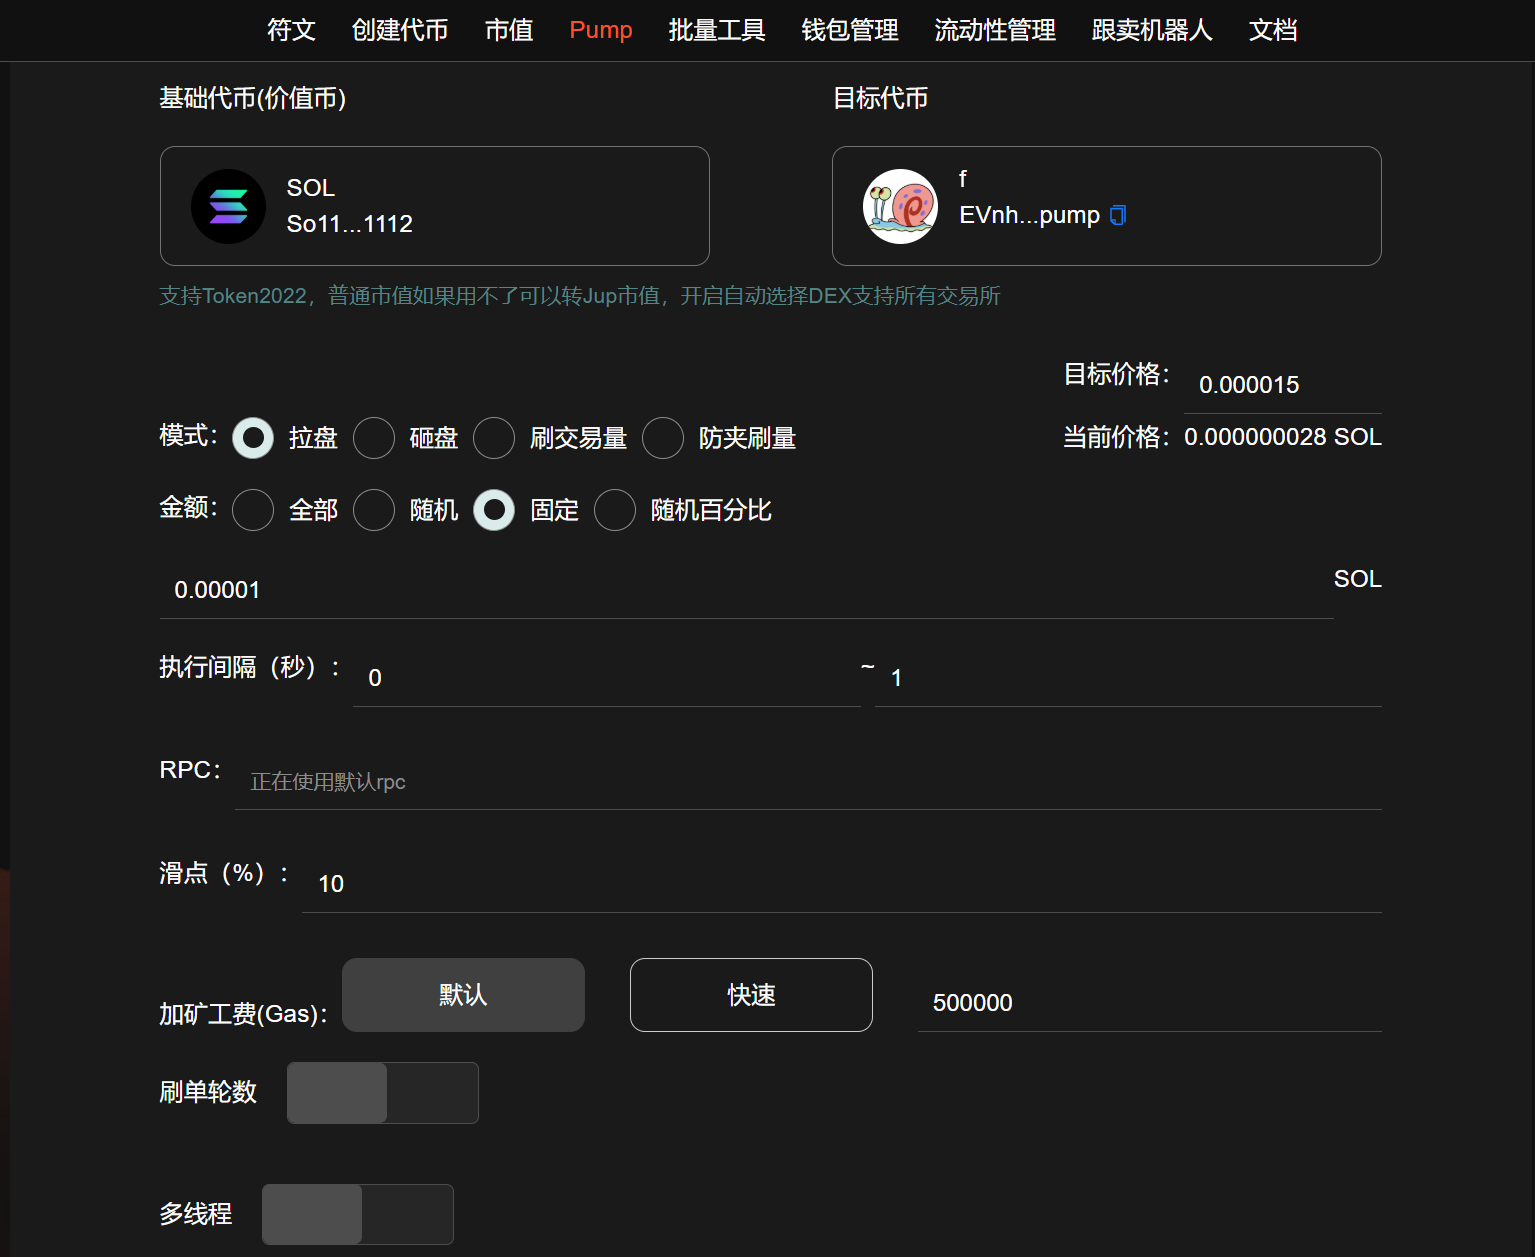 符文 创建代币 市值 Pump 批量工具 钱包管理 流动性管理 跟卖机器人 文档
基础代币(价值币)
目标代币
SOL
So11...1112
f
EVnh...pump
支持Token2022，普通市值如果用不了可以转Jup市值，开启自动选择DEX支持所有交易所
目标价格： 0.000015
模式： 拉盘 砸盘 刷交易量 防夹刷量
当前价格：0.000000028 SOL
金额： 全部 随机 固定 随机百分比
0.00001 SOL
执行间隔（秒）： 0 ~ 1
RPC： 正在使用默认rpc
滑点（%）： 10
加矿工费(Gas)： 默认 快速 500000
刷单轮数
多线程